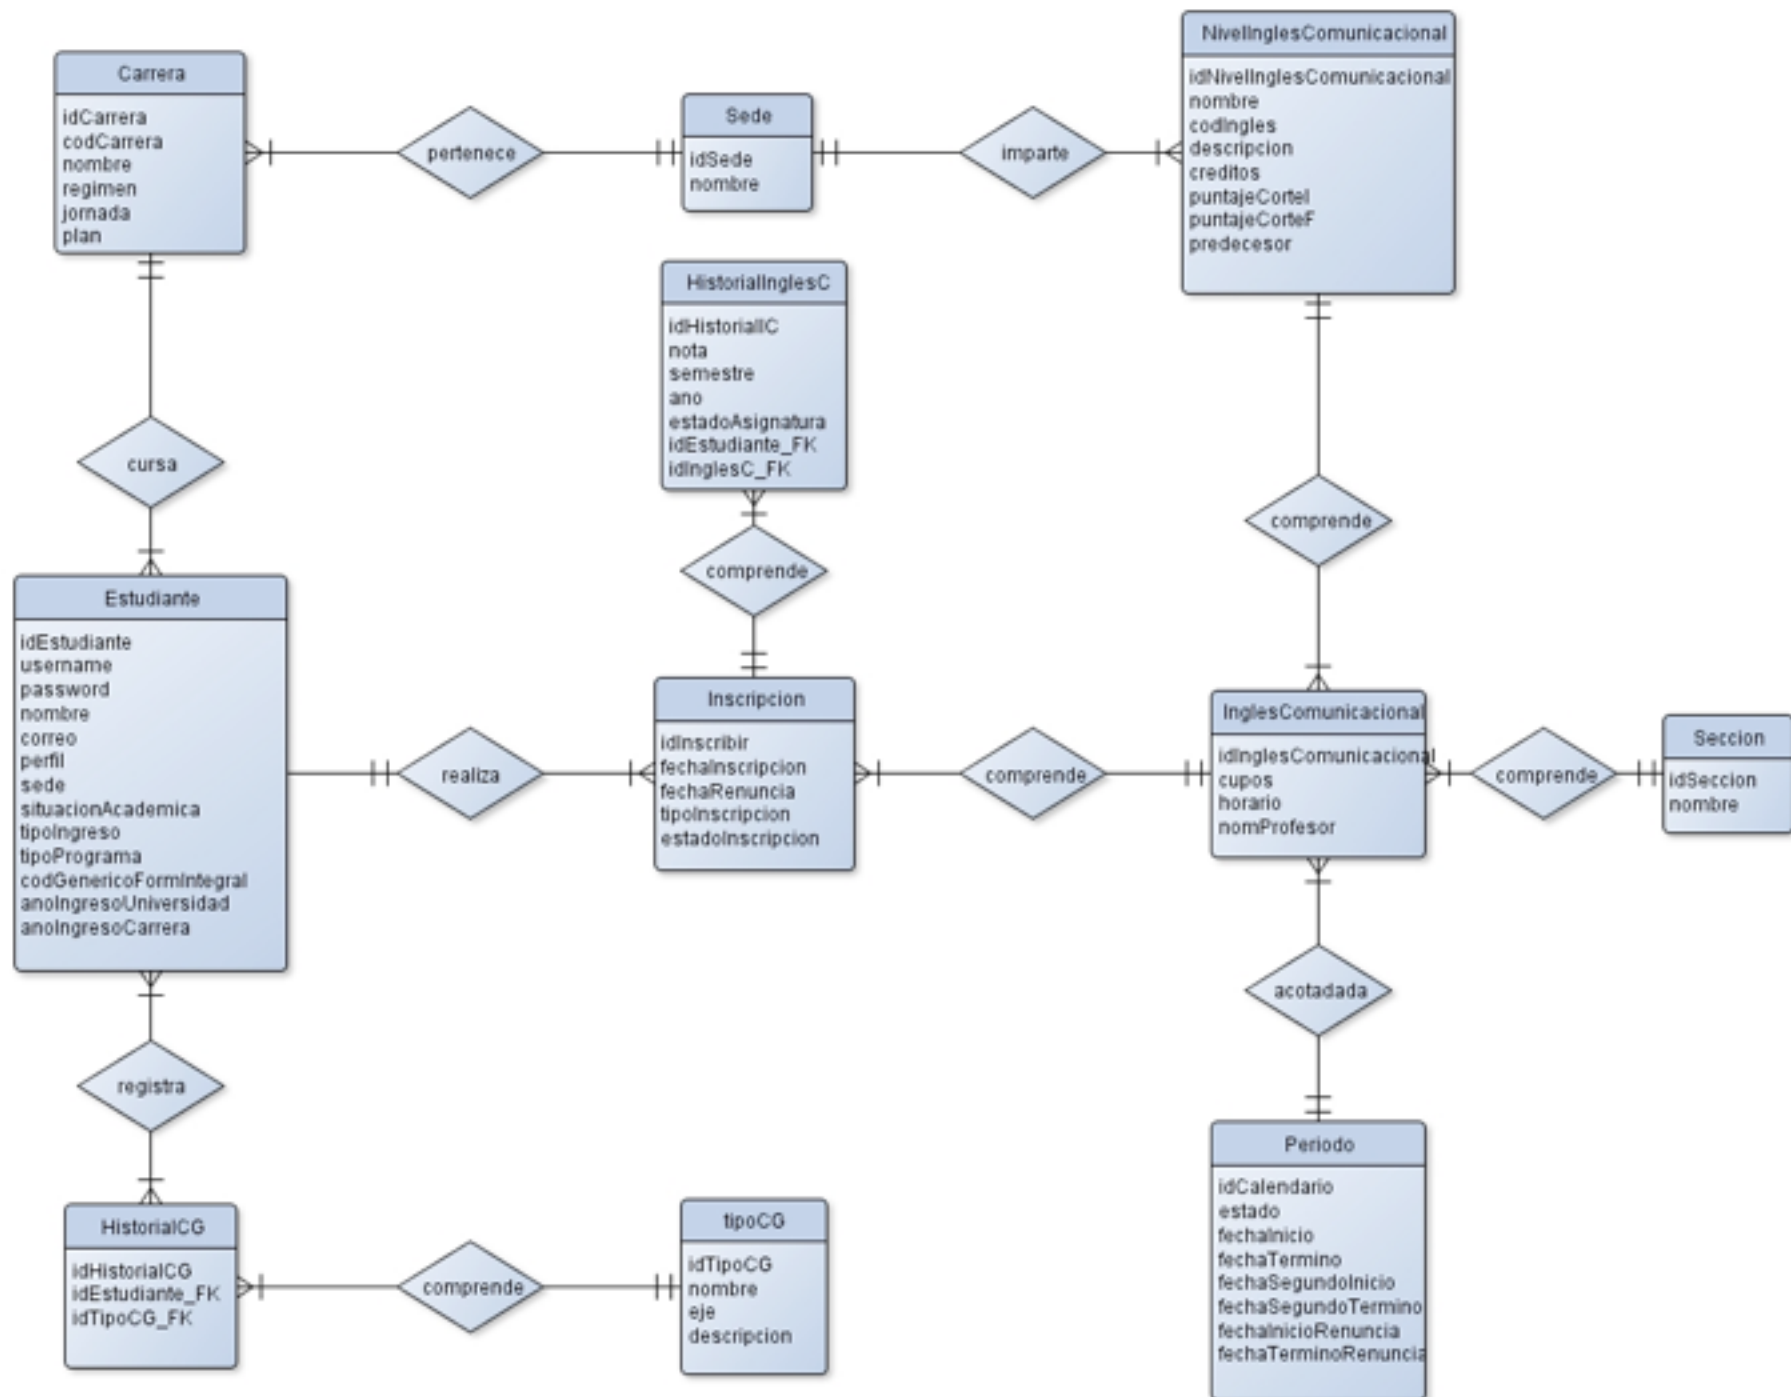 Carrera
idCarrera
codCarrera
nombre
regimen
jornada
plan
pertenece
Sede
idSede
nombre
imparte
NivelInglesComunicacional
idNivelInglesComunicacional
nombre
codIngles
descripcion
creditos
puntajeCorteI
puntajeCorteF
predecesor
HistorialInglesC
idHistorialIC
nota
semestre
ano
estadoAsignatura
idEstudiante_FK
idInglesC_FK
cursa
comprende
comprende
Estudiante
idEstudiante
username
password
nombre
correo
perfil
sede
situacionAcademica
tipoIngreso
tipoPrograma
codGenericoFormIntegral
anoIngresoUniversidad
anoIngresoCarrera
realiza
Inscripcion
idInscribir
fechaInscripcion
fechaRenuncia
tipoInscripcion
estadoInscripcion
comprende
InglesComunicacional
idInglesComunicacional
cupos
horario
nomProfesor
comprende
Seccion
idSeccion
nombre
acotadada
registra
HistorialCG
idHistorialCG
idEstudiante_FK
idTipoCG_FK
comprende
tipoCG
idTipoCG
nombre
eje
descripcion
Periodo
idCalendario
estado
fechaInicio
fechaTermino
fechaSegundoInicio
fechaSegundoTermino
fechaInicioRenuncia
fechaTerminoRenuncia